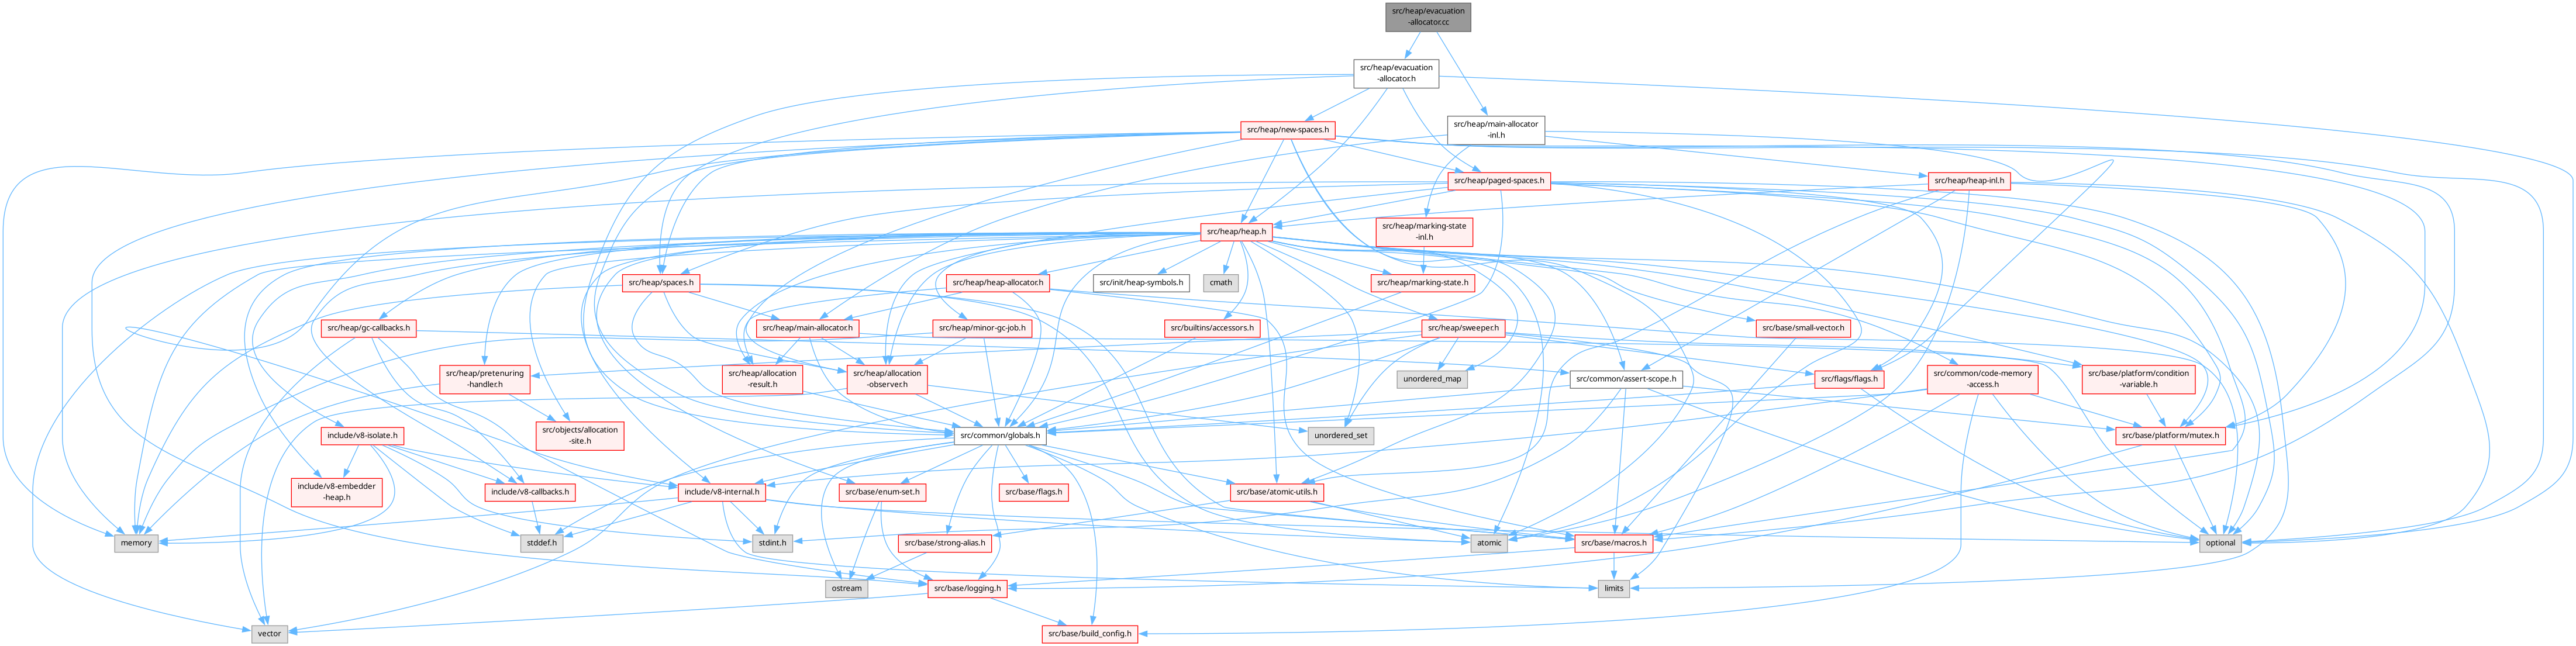 src/heap/evacuation
-allocator.cc
src/heap/evacuation
-allocator.h
src/heap/new-spaces.h
src/heap/main-allocator
-inl.h
src/heap/paged-spaces.h
src/heap/heap-inl.h
src/heap/heap.h
src/heap/marking-state
-inl.h
src/heap/spaces.h
src/heap/heap-allocator.h
src/init/heap-symbols.h
cmath
src/heap/marking-state.h
src/heap/gc-callbacks.h
src/heap/main-allocator.h
src/heap/minor-gc-job.h
src/builtins/accessors.h
src/heap/sweeper.h
src/base/small-vector.h
src/heap/pretenuring
-handler.h
src/heap/allocation
-result.h
src/heap/allocation
-observer.h
unordered_map
src/common/assert-scope.h
src/flags/flags.h
src/common/code-memory
-access.h
src/base/platform/condition
-variable.h
include/v8-isolate.h
src/objects/allocation
-site.h
src/common/globals.h
unordered_set
src/base/platform/mutex.h
include/v8-embedder
-heap.h
include/v8-callbacks.h
include/v8-internal.h
src/base/enum-set.h
src/base/flags.h
src/base/atomic-utils.h
memory
stddef.h
stdint.h
src/base/strong-alias.h
atomic
src/base/macros.h
optional
ostream
src/base/logging.h
limits
vector
src/base/build_config.h